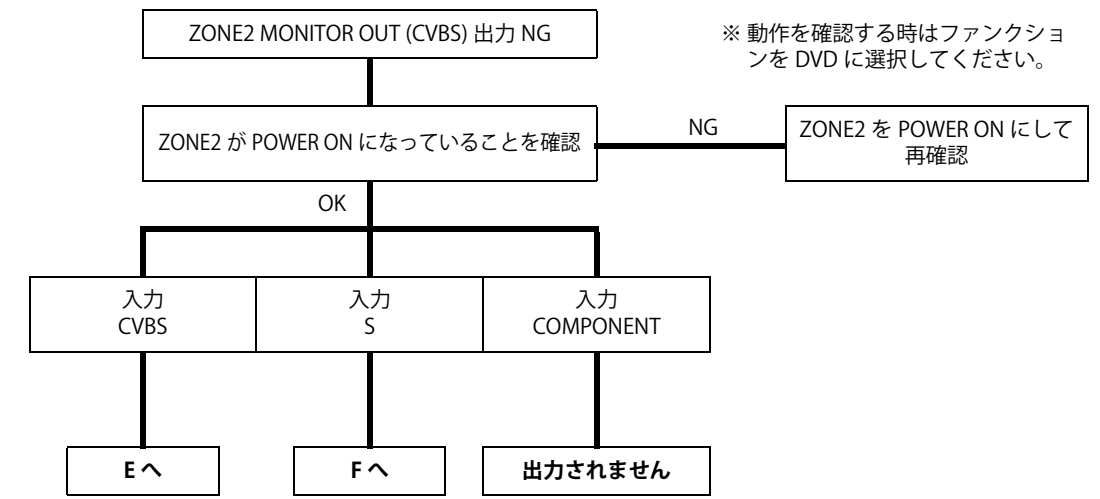 ZONE2 MONITOR OUT (CVBS) 出力 NG
※ 動作を確認する時はファンクショ
ンを DVD に選択してください。
ZONE2 が POWER ON になっていることを確認
NG
ZONE2 を POWER ON にして
再確認
OK
入力
CVBS
入力
S
入力
COMPONENT
E へ
F へ
出力されません